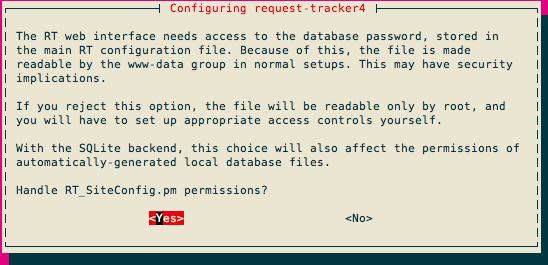 Configuring request-tracker4
The RT web interface needs access to the database password, stored in
the main RT configuration file. Because of this, the file is made
readable by the www-data group in normal setups. This may have security
implications.
If you reject this option, the file will be readable only by root, and
you will have to set up appropriate access controls yourself.
With the SQLite backend, this choice will also affect the permissions of
automatically-generated local database files.
Handle RT_SiteConfig.pm permissions?
<Yes> <No>